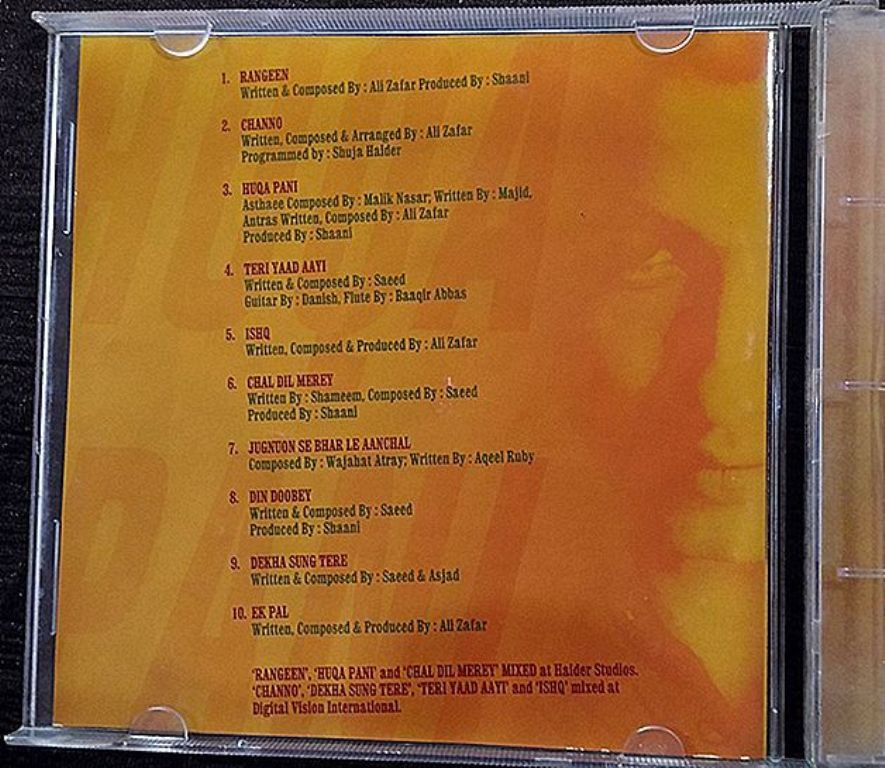 1. RANGEEN
Written & Composed By : Ali Zafar Produced By : Shaani
2. CHANNO
Written, Composed & Arranged By : Ali Zafar
Programmed by : Shuja Haider
3. HUQA PANI
Asthaee Composed By : Malik Nasar; Written By : Majid,
Antras Written, Composed By : Ali Zafar
Produced By : Shaani
4. TERI YAAD AAYI
Written & Composed By : Saeed
Guitar By : Danish, Flute By : Baaqir Abbas
5. ISHQ
Written, Composed & Produced By : Ali Zafar
6. CHAL DIL MEREY
Written By : Shameem, Composed By : Saeed
Produced By : Shaani
7. JUGNUON SE BHAR LE AANCHAL
Composed By : Wajahat Atray; Written By : Aqeel Ruby
8. DIN DOOBEY
Written & Composed By : Saeed
Produced By : Shaani
9. DEKHA SUNG TERE
Written & Composed By : Saeed & Asjad
10. EK PAL
Written, Composed & Produced By : Ali Zafar
'RANGEEN', 'HUQA PANI' and 'CHAL DIL MEREY' MIXED at Haider Studios.
'CHANNO', 'DEKHA SUNG TERE', 'TERI YAAD AAYI' and 'ISHQ' mixed at
Digital Vision International.